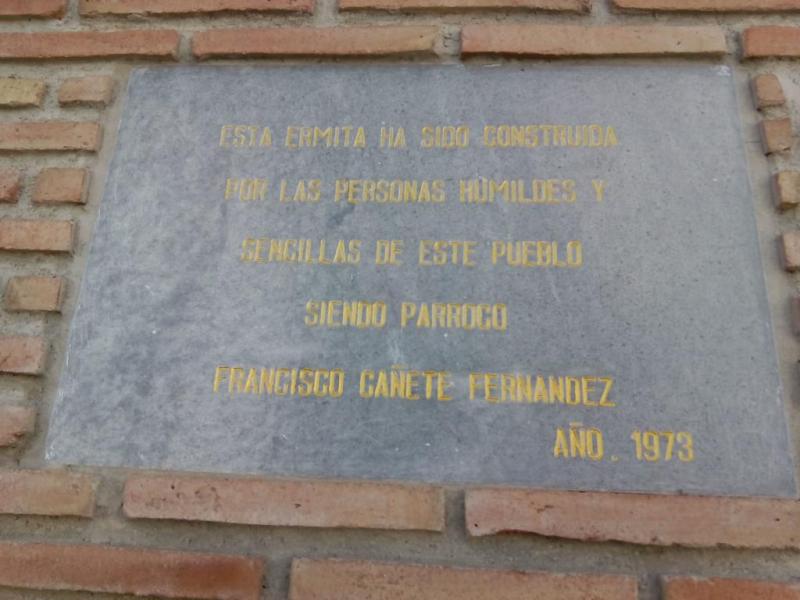 ESTA ERMITA HA SIDO CONSTRUIDA
POR LAS PERSONAS HUMILDES Y
SENCILLAS DE ESTE PUEBLO
SIENDO PARROCO
FRANCISCO CAÑETE FERNANDEZ
AÑO. 1973